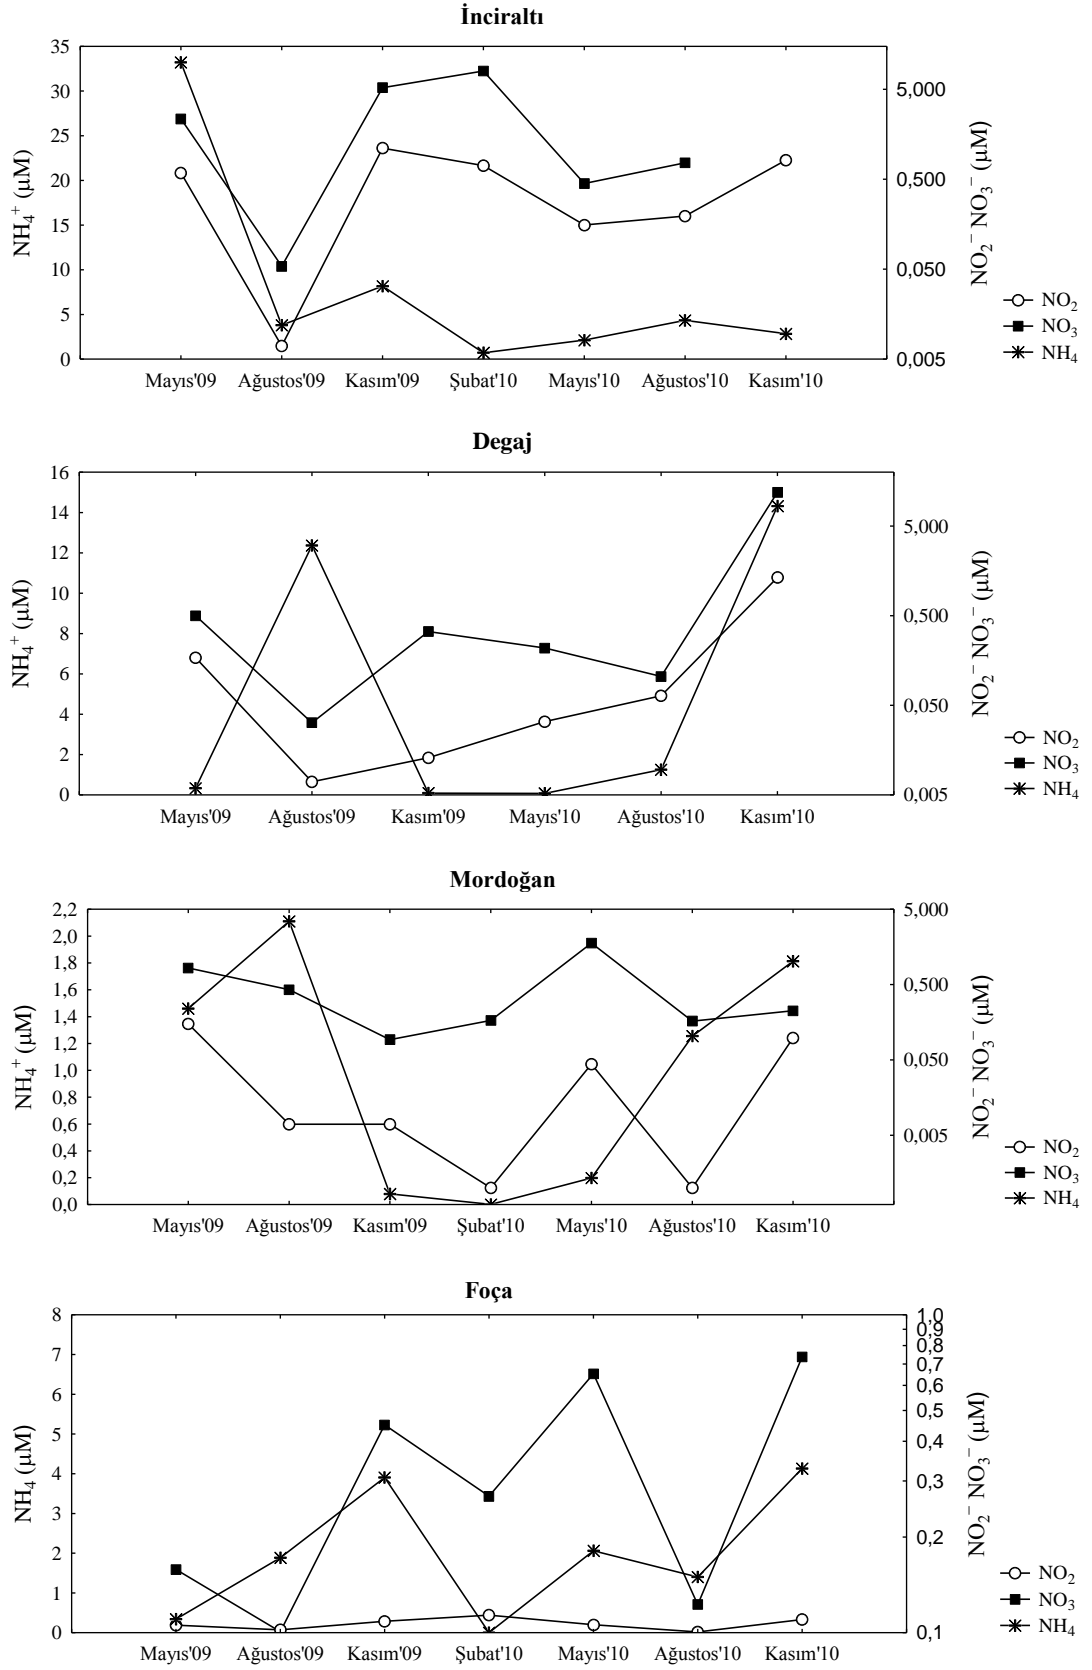 İnciraltı
35
30
25
20
15
10
5
0
NH₄⁺ (µM)
5,000
0,500
0,050
0,005
NO₂⁻ NO₃⁻ (µM)
NO₂
NO₃
NH₄
Mayıs'09 Ağustos'09 Kasım'09 Şubat'10 Mayıs'10 Ağustos'10 Kasım'10
Degaj
16
14
12
10
8
6
4
2
0
NH₄⁺ (µM)
5,000
0,500
0,050
0,005
NO₂⁻ NO₃⁻ (µM)
NO₂
NO₃
NH₄
Mayıs'09 Ağustos'09 Kasım'09 Mayıs'10 Ağustos'10 Kasım'10
Mordoğan
2,2
2,0
1,8
1,6
1,4
1,2
1,0
0,8
0,6
0,4
0,2
0,0
NH₄⁺ (µM)
5,000
0,500
0,050
0,005
NO₂⁻ NO₃⁻ (µM)
NO₂
NO₃
NH₄
Mayıs'09 Ağustos'09 Kasım'09 Şubat'10 Mayıs'10 Ağustos'10 Kasım'10
Foça
8
7
6
5
4
3
2
1
0
NH₄ (µM)
1,0
0,9
0,8
0,7
0,6
0,5
0,4
0,3
0,2
0,1
NO₂⁻ NO₃⁻ (µM)
NO₂
NO₃
NH₄
Mayıs'09 Ağustos'09 Kasım'09 Şubat'10 Mayıs'10 Ağustos'10 Kasım'10